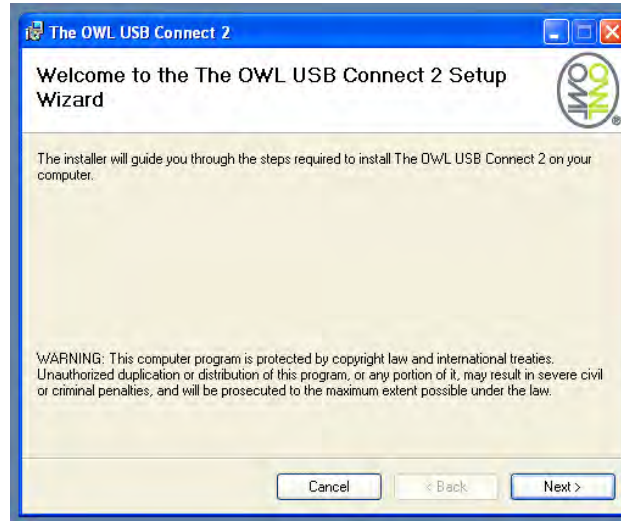 The OWL USB Connect 2
Welcome to the The OWL USB Connect 2 Setup
Wizard
OWL
OWL
®
The installer will guide you through the steps required to install The OWL USB Connect 2 on your
computer.
WARNING: This computer program is protected by copyright law and international treaties.
Unauthorized duplication or distribution of this program, or any portion of it, may result in severe civil
or criminal penalties, and will be prosecuted to the maximum extent possible under the law.
Cancel < Back Next >